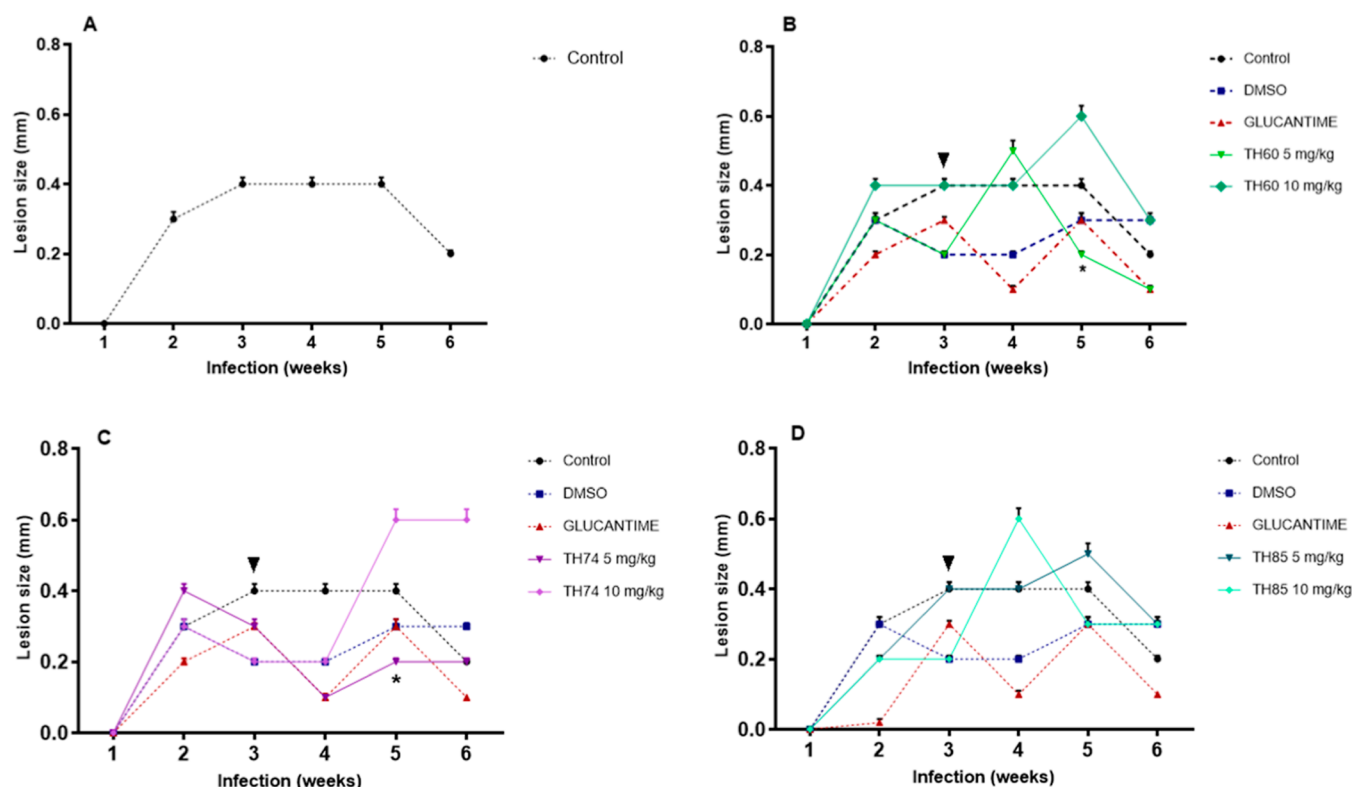 A
Lesion size (mm)
0.8
0.6
0.4
0.2
0.0
1 2 3 4 5 6
Infection (weeks)
Control
B
Lesion size (mm)
0.8
0.6
0.4
0.2
0.0
*
1 2 3 4 5 6
Infection (weeks)
Control
DMSO
GLUCANTIME
TH60 5 mg/kg
TH60 10 mg/kg
C
Lesion size (mm)
0.8
0.6
0.4
0.2
0.0
*
1 2 3 4 5 6
Infection (weeks)
Control
DMSO
GLUCANTIME
TH74 5 mg/kg
TH74 10 mg/kg
D
Lesion size (mm)
0.8
0.6
0.4
0.2
0.0
1 2 3 4 5 6
Infection (weeks)
Control
DMSO
GLUCANTIME
TH85 5 mg/kg
TH85 10 mg/kg